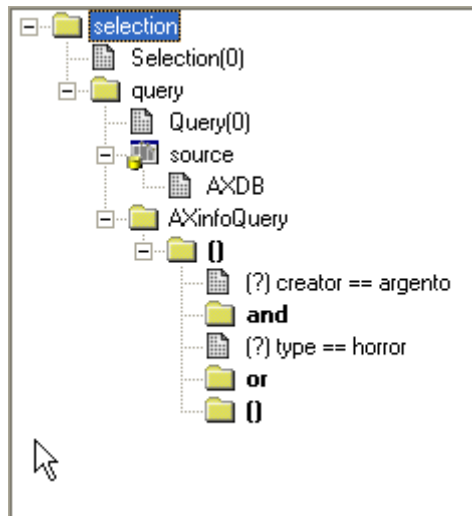 selection
Selection(0)
query
Query(0)
source
AXDB
AXinfoQuery
()
(?) creator == argento
and
(?) type == horror
or
()